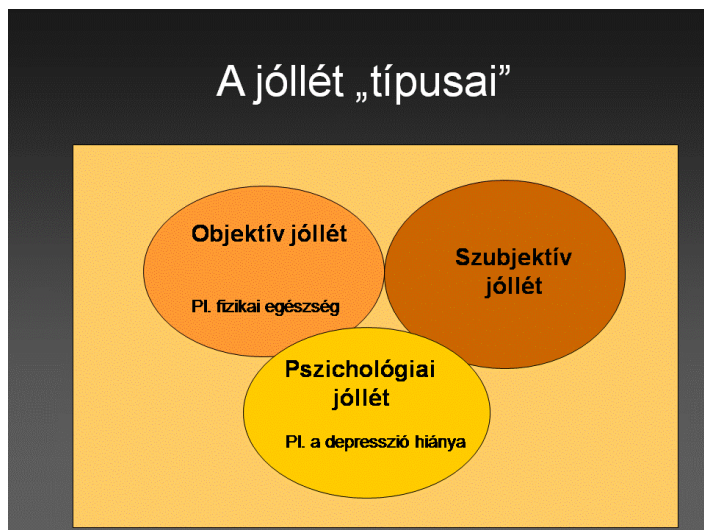 A jóllét „típusai”
Objektív jóllét
Pl. fizikai egészség
Szubjektív
jóllét
Pszichológiai
jóllét
Pl. a depresszió hiánya